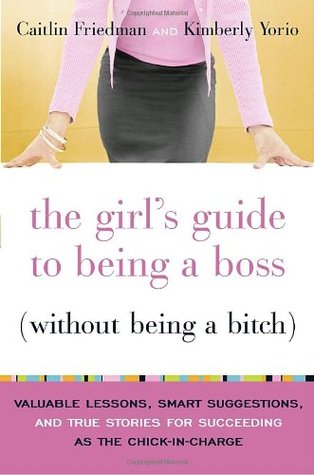 Caitlin Friedman AND Kimberly Yorio
the girl's guide
to being a boss
(without being a bitch)
VALUABLE LESSONS, SMART SUGGESTIONS,
AND TRUE STORIES FOR SUCCEEDING
AS THE CHICK-IN-CHARGE